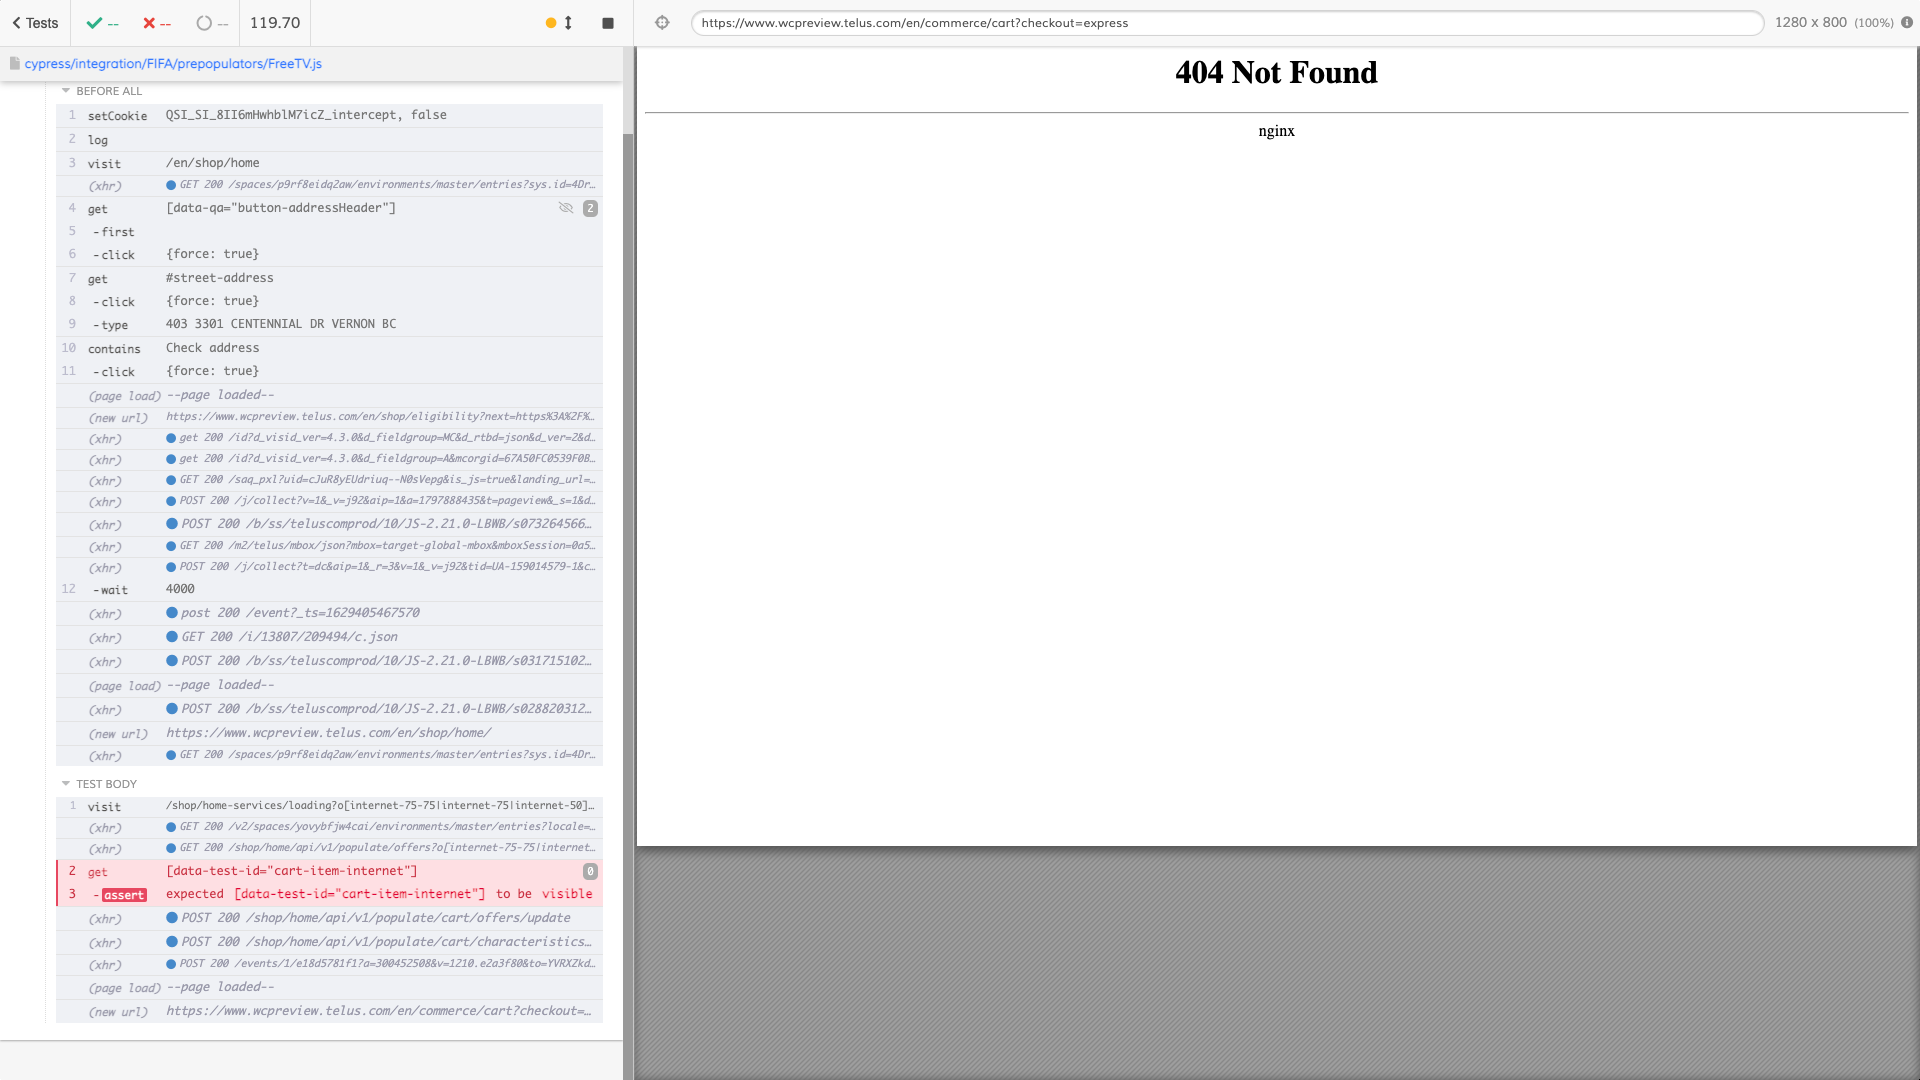 Tests
--
--
--
119.70
https://www.wcpreview.telus.com/en/commerce/cart?checkout=express
1280 x 800 (100%)
cypress/integration/FIFA/prepopulators/FreeTV.js
BEFORE ALL
1 setCookie QSI_SI_8II6mHwhblM7icZ_intercept, false
2 log
3 visit /en/shop/home
(xhr) GET 200 /spaces/p9rf8eidq2aw/environments/master/entries?sys.id=4Dr…
4 get [data-qa="button-addressHeader"] 2
5 -first
6 -click {force: true}
7 get #street-address
8 -click {force: true}
9 -type 403 3301 CENTENNIAL DR VERNON BC
10 contains Check address
11 -click {force: true}
(page load) --page loaded--
(new url) https://www.wcpreview.telus.com/en/shop/eligibility?next=https%3A%2F%…
(xhr) get 200 /id?d_visid_ver=4.3.0&d_fieldgroup=MC&d_rtbd=json&d_ver=2&d…
(xhr) get 200 /id?d_visid_ver=4.3.0&d_fieldgroup=A&mcorgid=67A50FC0539F0B…
(xhr) GET 200 /saq_pxl?uid=cJuR8yEUdriuq--N0sVepg&is_js=true&landing_url=…
(xhr) POST 200 /j/collect?v=1&_v=j92&aip=1&a=1797888435&t=pageview&_s=1&d…
(xhr) POST 200 /b/ss/teluscomprod/10/JS-2.21.0-LBWB/s073264566…
(xhr) GET 200 /m2/telus/mbox/json?mbox=target-global-mbox&mboxSession=0a5…
(xhr) POST 200 /j/collect?t=dc&aip=1&_r=3&v=1&_v=j92&tid=UA-159014579-1&c…
12 -wait 4000
(xhr) post 200 /event?_ts=1629405467570
(xhr) GET 200 /i/13807/209494/c.json
(xhr) POST 200 /b/ss/teluscomprod/10/JS-2.21.0-LBWB/s031715102…
(page load) --page loaded--
(xhr) POST 200 /b/ss/teluscomprod/10/JS-2.21.0-LBWB/s028820312…
(new url) https://www.wcpreview.telus.com/en/shop/home/
(xhr) GET 200 /spaces/p9rf8eidq2aw/environments/master/entries?sys.id=4Dr…
TEST BODY
1 visit /shop/home-services/loading?o[internet-75-75|internet-75|internet-50]…
(xhr) GET 200 /v2/spaces/yovybfjw4cai/environments/master/entries?locale=…
(xhr) GET 200 /shop/home/api/v1/populate/offers?o[internet-75-75|internet…
2 get [data-test-id="cart-item-internet"] 0
3 -assert expected [data-test-id="cart-item-internet"] to be visible
(xhr) POST 200 /shop/home/api/v1/populate/cart/offers/update
(xhr) POST 200 /shop/home/api/v1/populate/cart/characteristics…
(xhr) POST 200 /events/1/e18d5781f1?a=300452508&v=1210.e2a3f80&to=YVRXZkd…
(page load) --page loaded--
(new url) https://www.wcpreview.telus.com/en/commerce/cart?checkout=…
404 Not Found
nginx